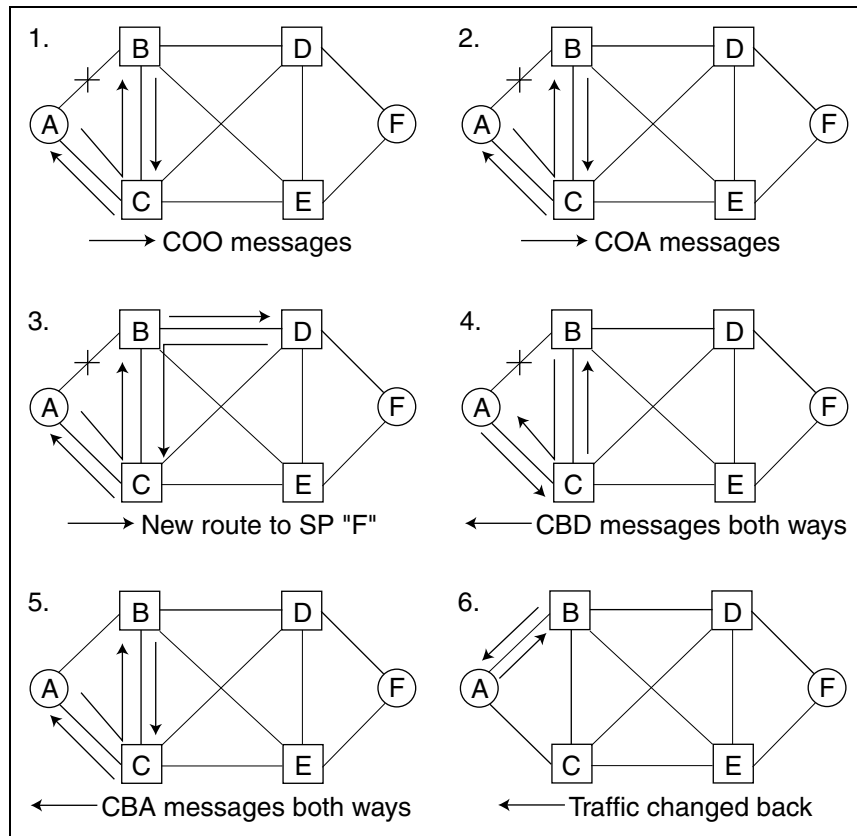 1.
B
D
A
F
C
E
COO messages
2.
B
D
A
F
C
E
COA messages
3.
B
D
A
F
C
E
New route to SP "F"
4.
B
D
A
F
C
E
CBD messages both ways
5.
B
D
A
F
C
E
CBA messages both ways
6.
B
D
A
F
C
E
Traffic changed back